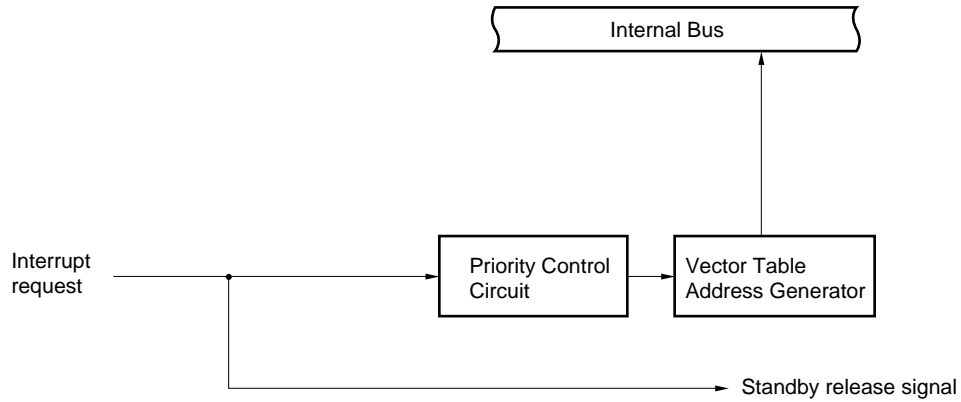 Internal Bus
Interrupt
request
Priority Control
Circuit
Vector Table
Address Generator
Standby release signal